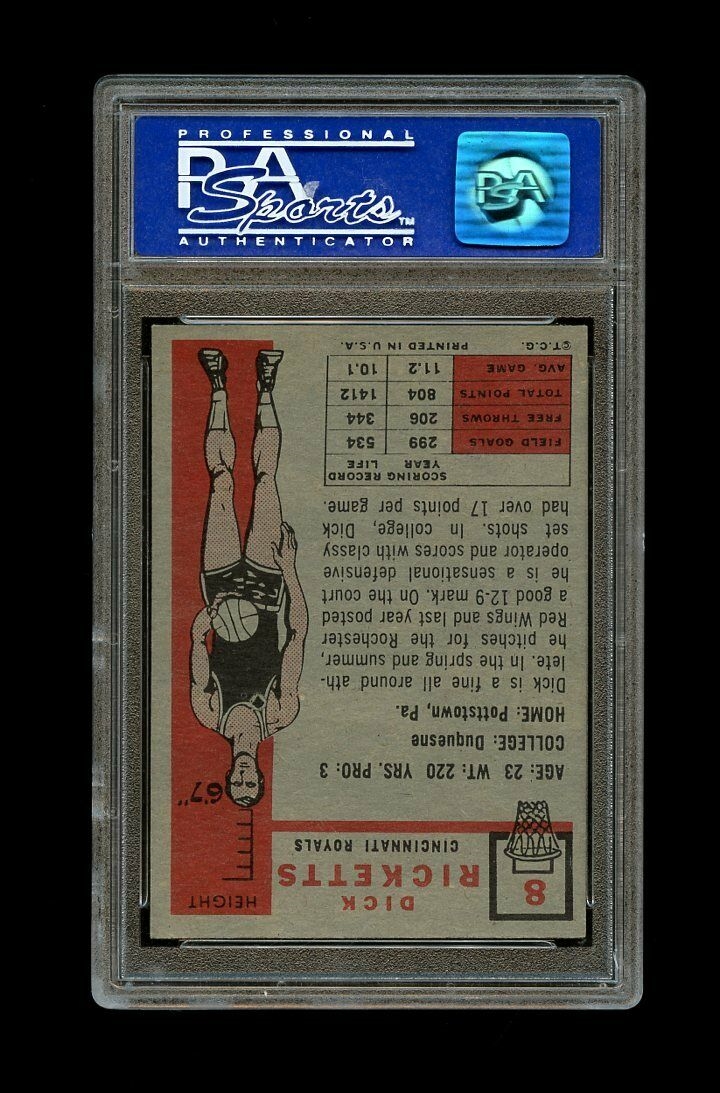 PROFESSIONAL
PSA
Sports™
AUTHENTICATOR
PSA
8
DICK
RICKETTS
CINCINNATI ROYALS
HEIGHT
6'7"
AGE: 23 WT: 220 YRS. PRO: 3
COLLEGE: Duquesne
HOME: Pottstown, Pa.
Dick is a fine all around ath-
lete. In the spring and summer,
he pitches for the Rochester
Red Wings and last year posted
a good 12-9 mark. On the court
he is a sensational defensive
operator and scores with classy
set shots. In college, Dick
had over 17 points per game.
SCORING RECORD
YEAR LIFE
FIELD GOALS 299 534
FREE THROWS 206 344
TOTAL POINTS 804 1412
AVG. GAME 11.2 10.1
©T.C.G. PRINTED IN U.S.A.